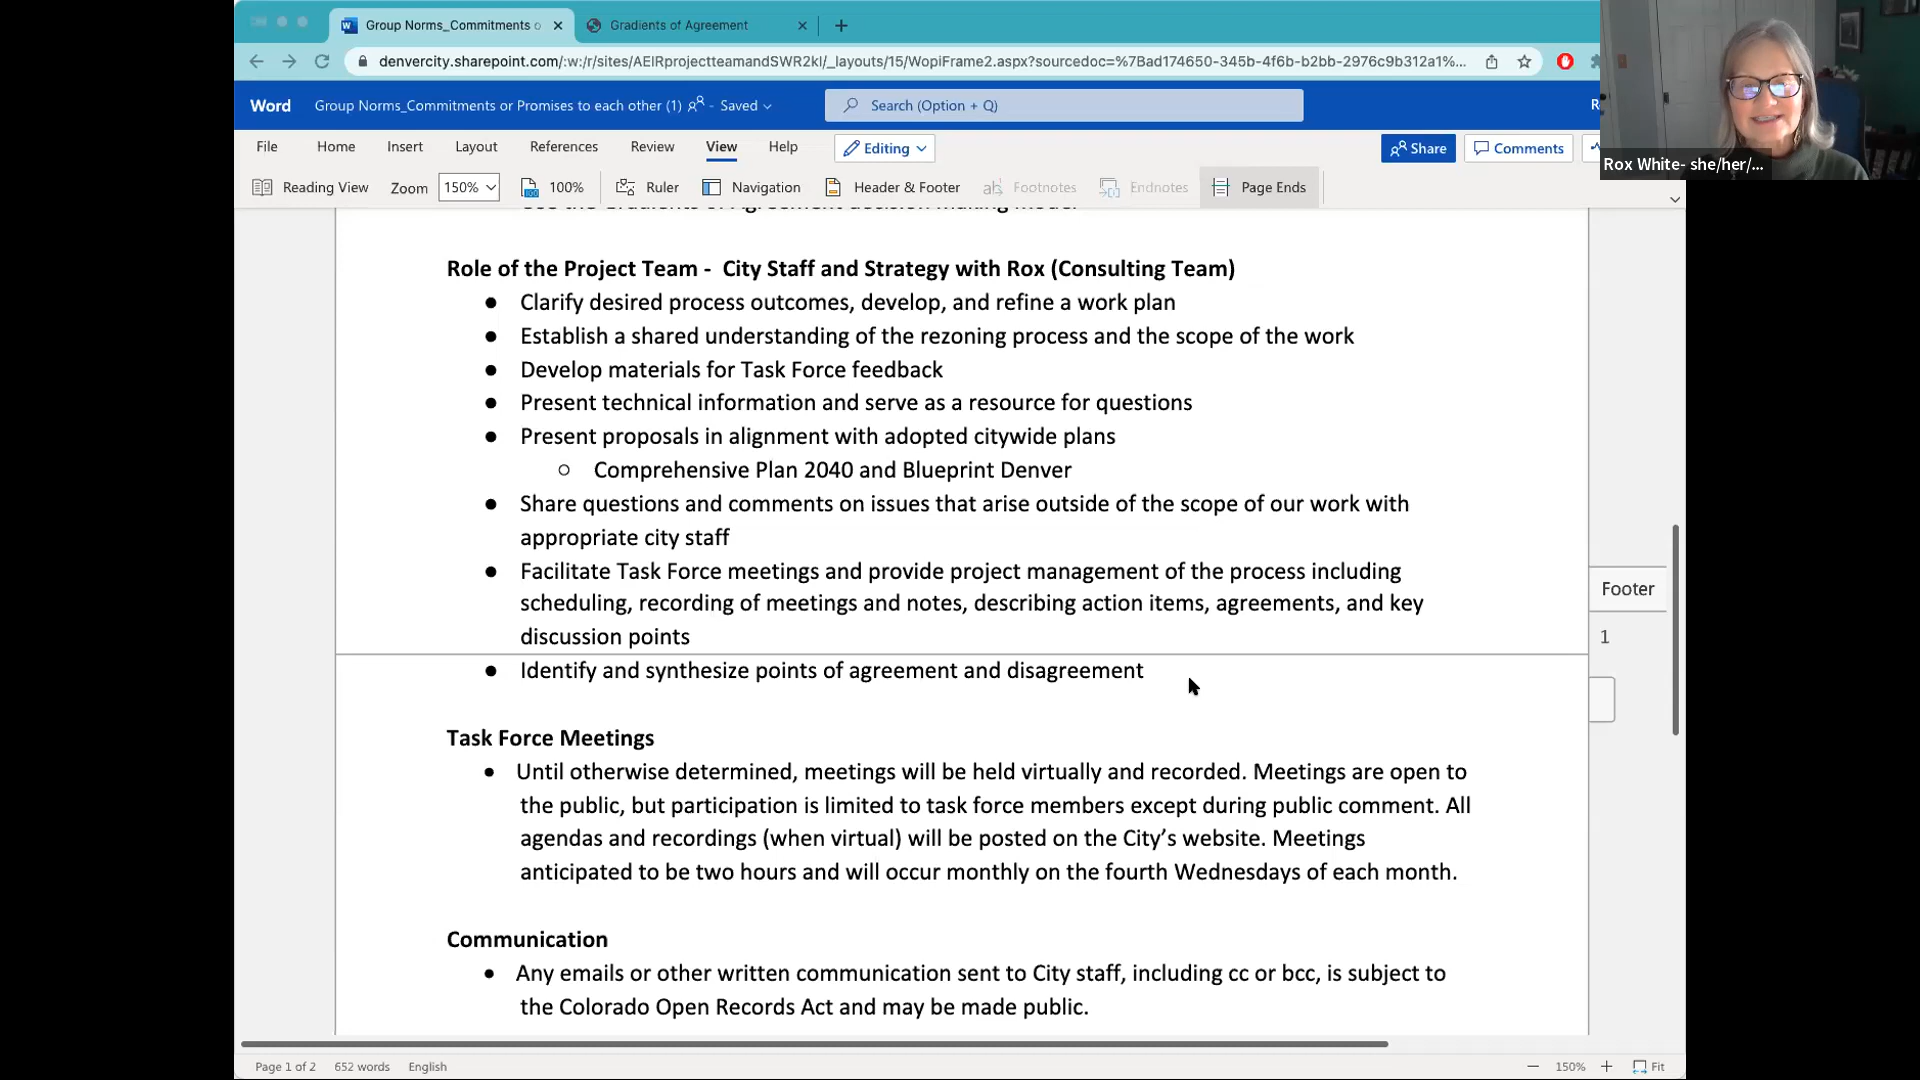 Group Norms_Commitments o
Gradients of Agreement
denvercity.sharepoint.com/:w:/r/sites/AEIRprojectteamandSWR2kl/_layouts/15/WopiFrame2.aspx?sourcedoc=%7Bad174650-345b-4f6b-b2bb-2976c9b312a1%...
Word Group Norms_Commitments or Promises to each other (1) - Saved Search (Option + Q)
File Home Insert Layout References Review View Help Editing Share Comments
Rox White- she/her/...
Reading View Zoom 150% 100% Ruler Navigation Header & Footer Footnotes Endnotes Page Ends
Use the Gradients of Agreement decision making model
Role of the Project Team - City Staff and Strategy with Rox (Consulting Team)
● Clarify desired process outcomes, develop, and refine a work plan
● Establish a shared understanding of the rezoning process and the scope of the work
● Develop materials for Task Force feedback
● Present technical information and serve as a resource for questions
● Present proposals in alignment with adopted citywide plans
○ Comprehensive Plan 2040 and Blueprint Denver
● Share questions and comments on issues that arise outside of the scope of our work with
appropriate city staff
● Facilitate Task Force meetings and provide project management of the process including
scheduling, recording of meetings and notes, describing action items, agreements, and key
discussion points
Footer
1
● Identify and synthesize points of agreement and disagreement
Task Force Meetings
● Until otherwise determined, meetings will be held virtually and recorded. Meetings are open to
the public, but participation is limited to task force members except during public comment. All
agendas and recordings (when virtual) will be posted on the City's website. Meetings
anticipated to be two hours and will occur monthly on the fourth Wednesdays of each month.
Communication
● Any emails or other written communication sent to City staff, including cc or bcc, is subject to
the Colorado Open Records Act and may be made public.
Page 1 of 2 652 words English 150% Fit